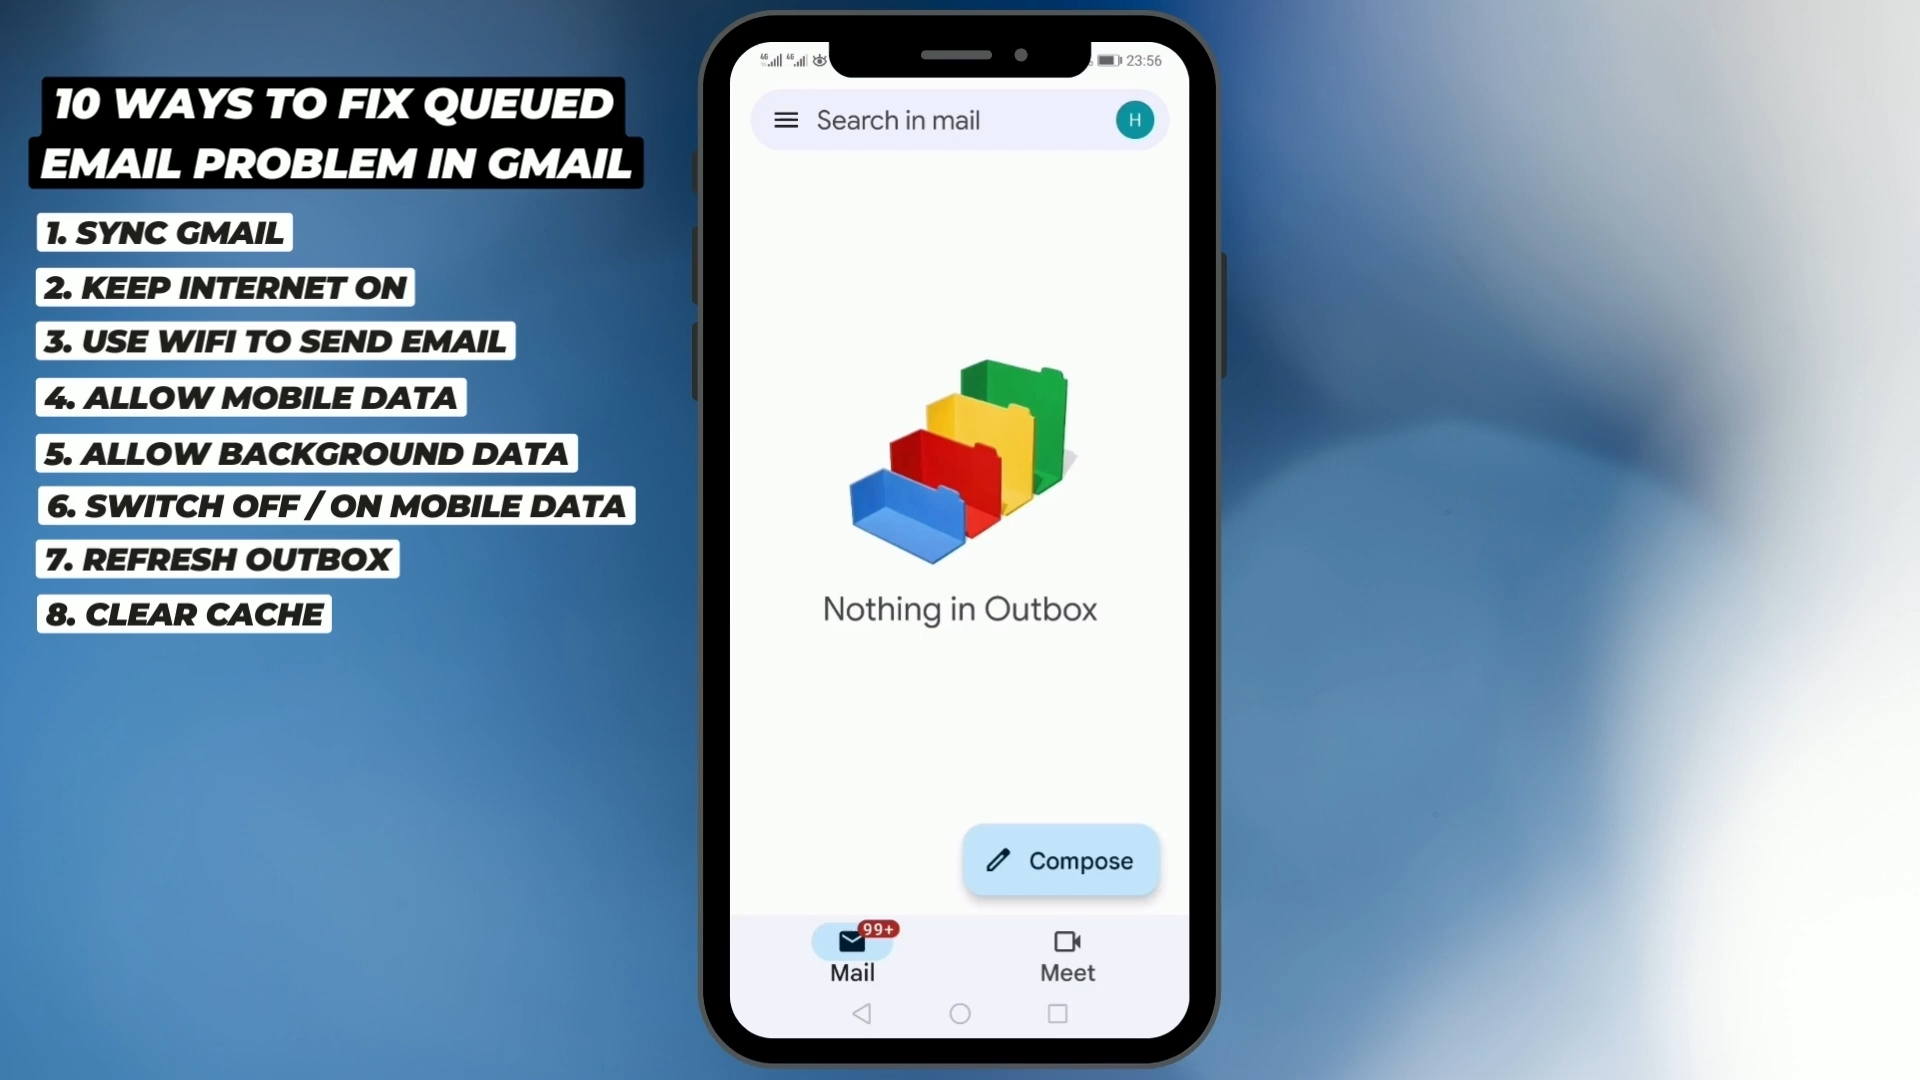 10 WAYS TO FIX QUEUED
EMAIL PROBLEM IN GMAIL
1. SYNC GMAIL
2. KEEP INTERNET ON
3. USE WIFI TO SEND EMAIL
4. ALLOW MOBILE DATA
5. ALLOW BACKGROUND DATA
6. SWITCH OFF / ON MOBILE DATA
7. REFRESH OUTBOX
8. CLEAR CACHE
4G 4G 23:56
Search in mail H
Nothing in Outbox
Compose
99+
Mail Meet